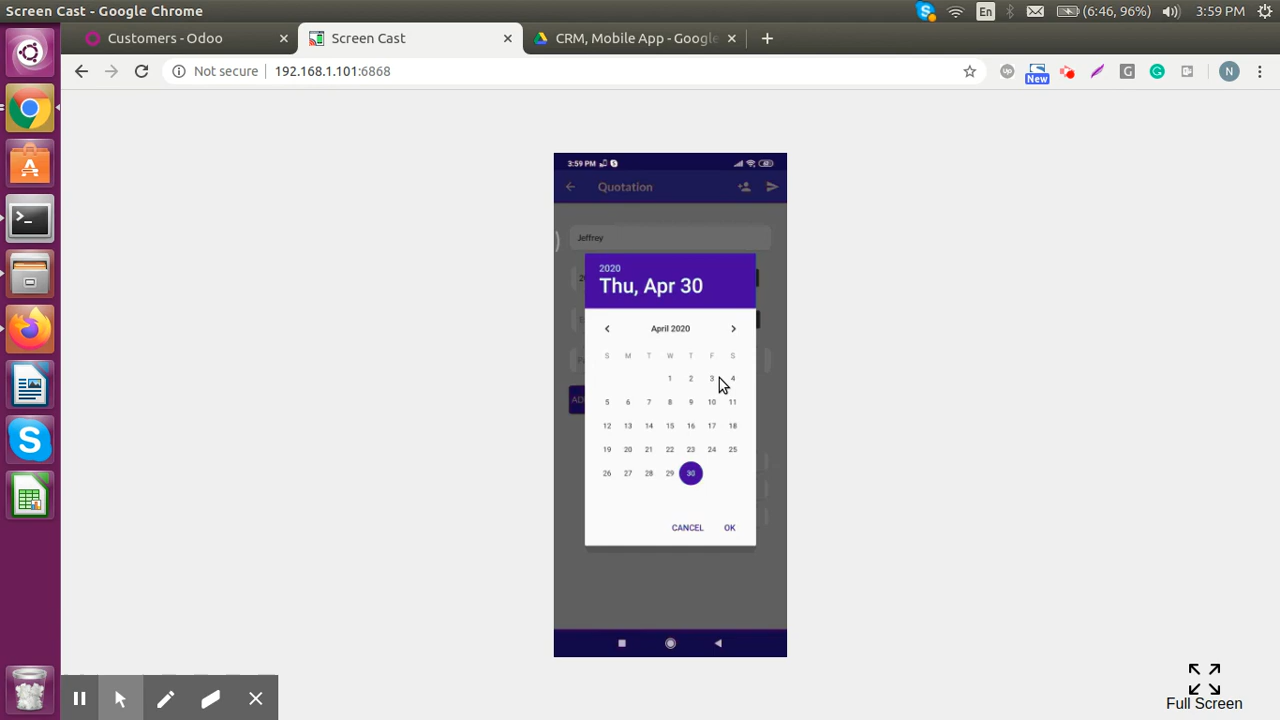 Screen Cast - Google Chrome
En
(6:46, 96%)
3:59 PM
Customers - Odoo
Screen Cast
CRM, Mobile App - Google
Not secure
192.168.1.101:6868
New
N
3:59 PM
Quotation
Jeffrey
2020
Thu, Apr 30
April 2020
S M T W T F S
1 2 3 4
5 6 7 8 9 10 11
12 13 14 15 16 17 18
19 20 21 22 23 24 25
26 27 28 29 30
AD
CANCEL OK
Full Screen